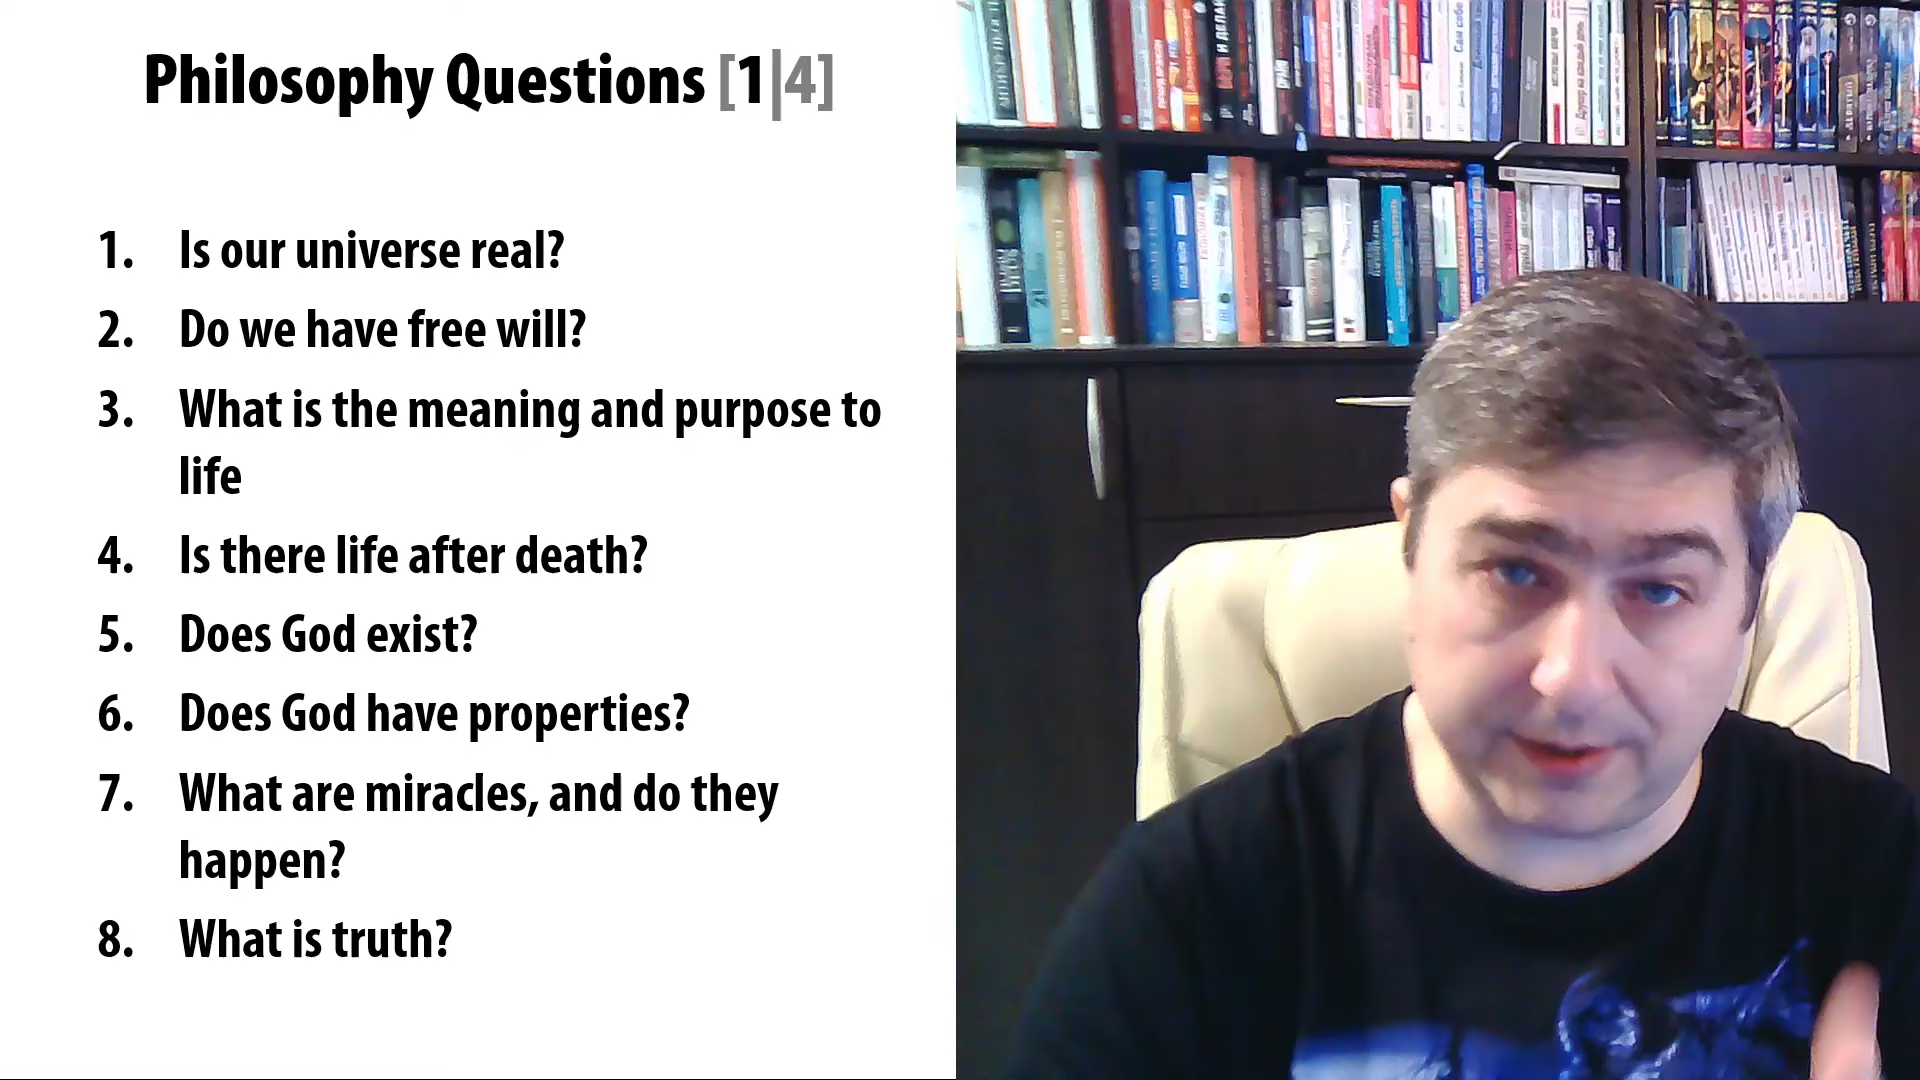 Philosophy Questions [1|4]
1. Is our universe real?
2. Do we have free will?
3. What is the meaning and purpose to
life
4. Is there life after death?
5. Does God exist?
6. Does God have properties?
7. What are miracles, and do they
happen?
8. What is truth?